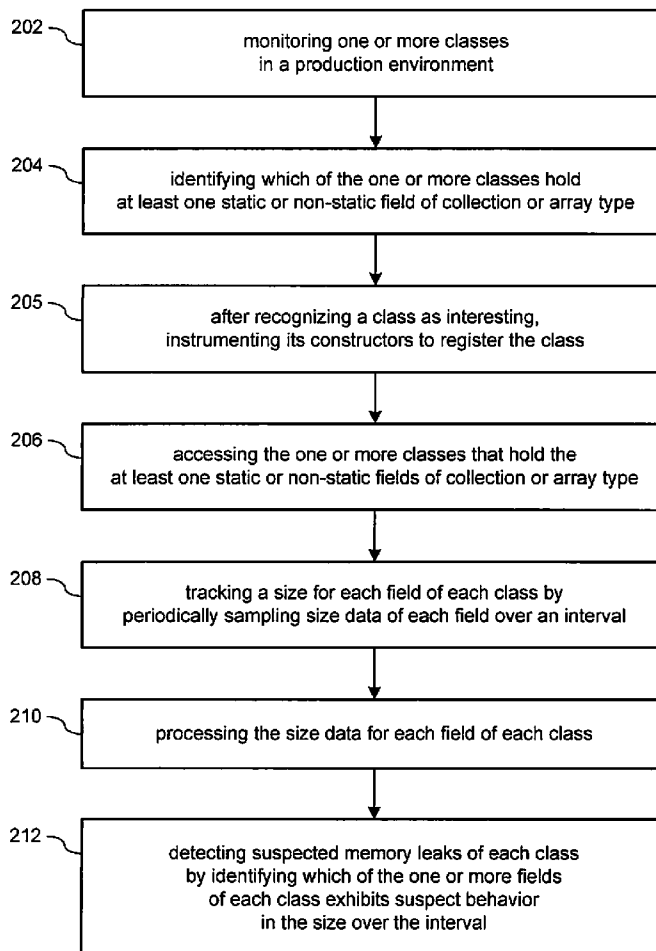 202
monitoring one or more classes
in a production environment
204
identifying which of the one or more classes hold
at least one static or non-static field of collection or array type
205
after recognizing a class as interesting,
instrumenting its constructors to register the class
206
accessing the one or more classes that hold the
at least one static or non-static fields of collection or array type
208
tracking a size for each field of each class by
periodically sampling size data of each field over an interval
210
processing the size data for each field of each class
212
detecting suspected memory leaks of each class
by identifying which of the one or more fields
of each class exhibits suspect behavior
in the size over the interval